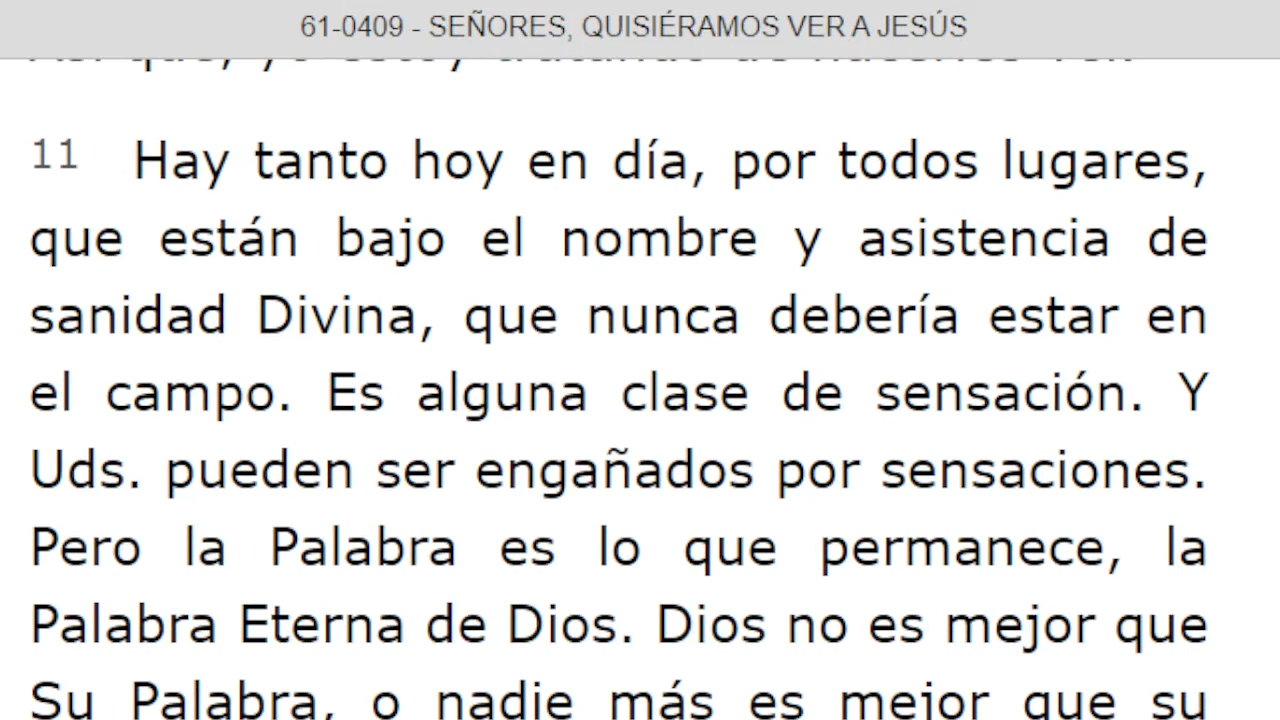 61-0409 - SEÑORES, QUISIÉRAMOS VER A JESÚS
11 Hay tanto hoy en día, por todos lugares,
que están bajo el nombre y asistencia de
sanidad Divina, que nunca debería estar en
el campo. Es alguna clase de sensación. Y
Uds. pueden ser engañados por sensaciones.
Pero la Palabra es lo que permanece, la
Palabra Eterna de Dios. Dios no es mejor que
Su Palabra, o nadie más es mejor que su